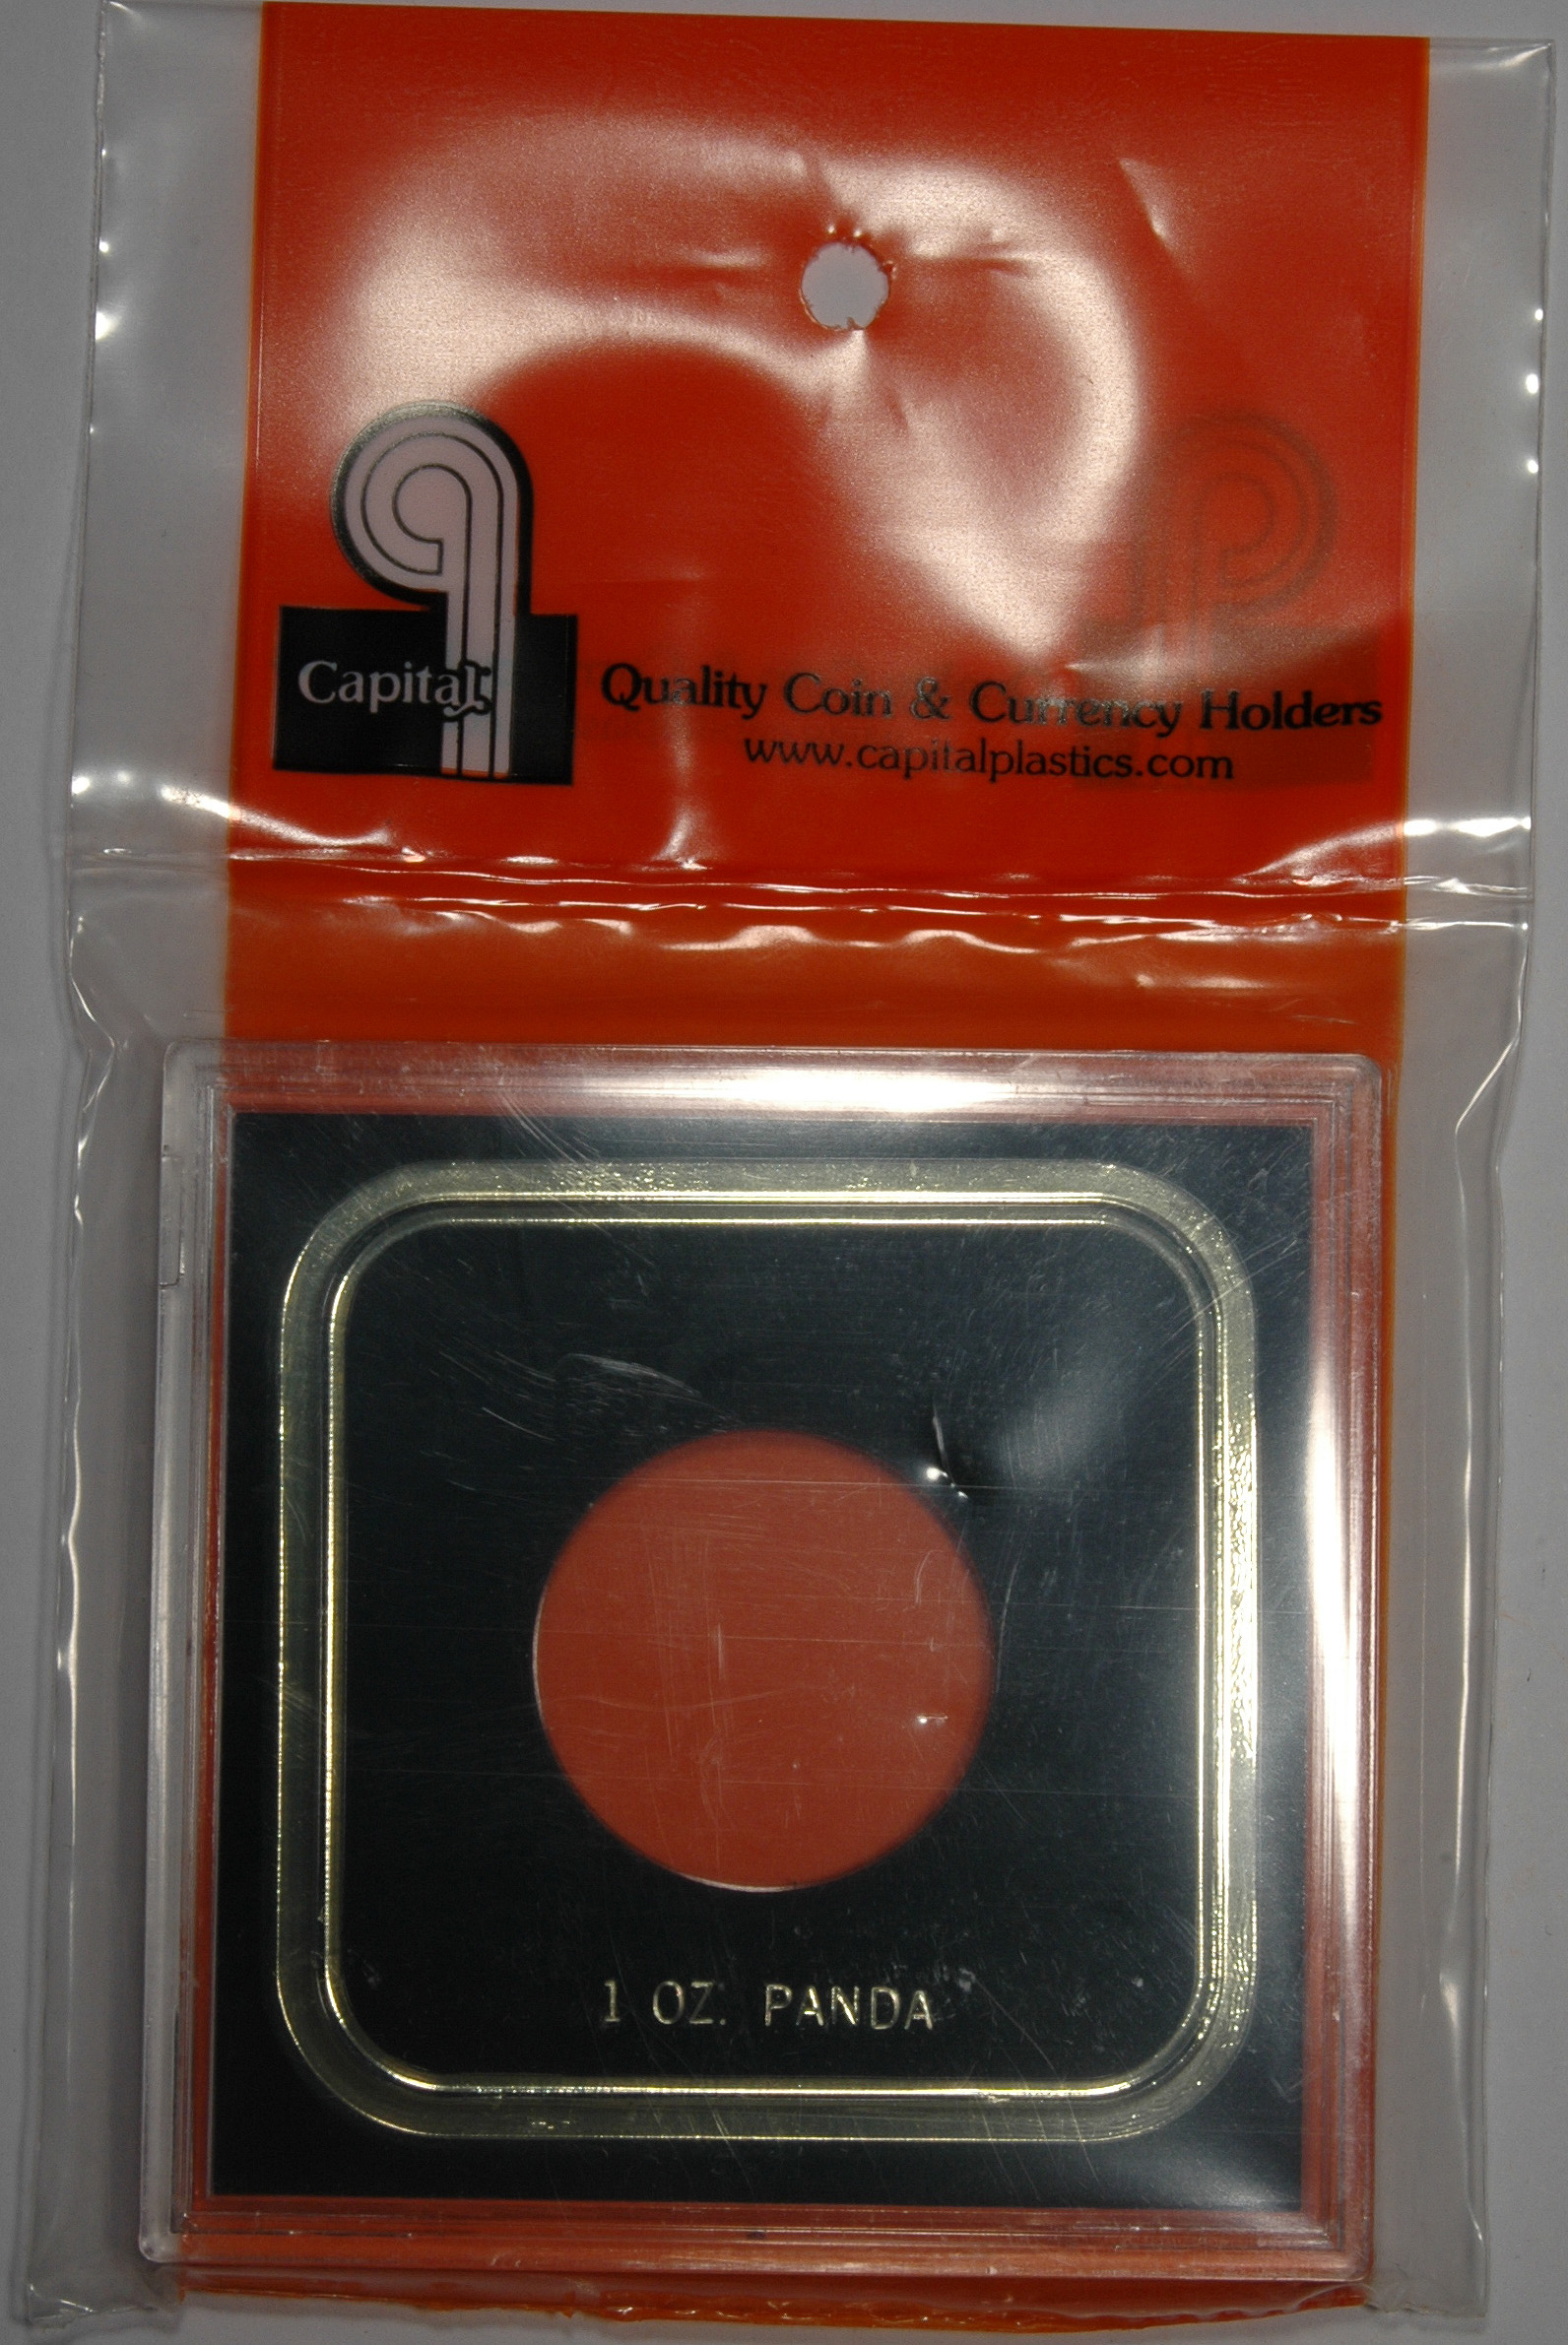 Capital
Quality Coin & Currency Holders
www.capitalplastics.com
1 OZ. PANDA